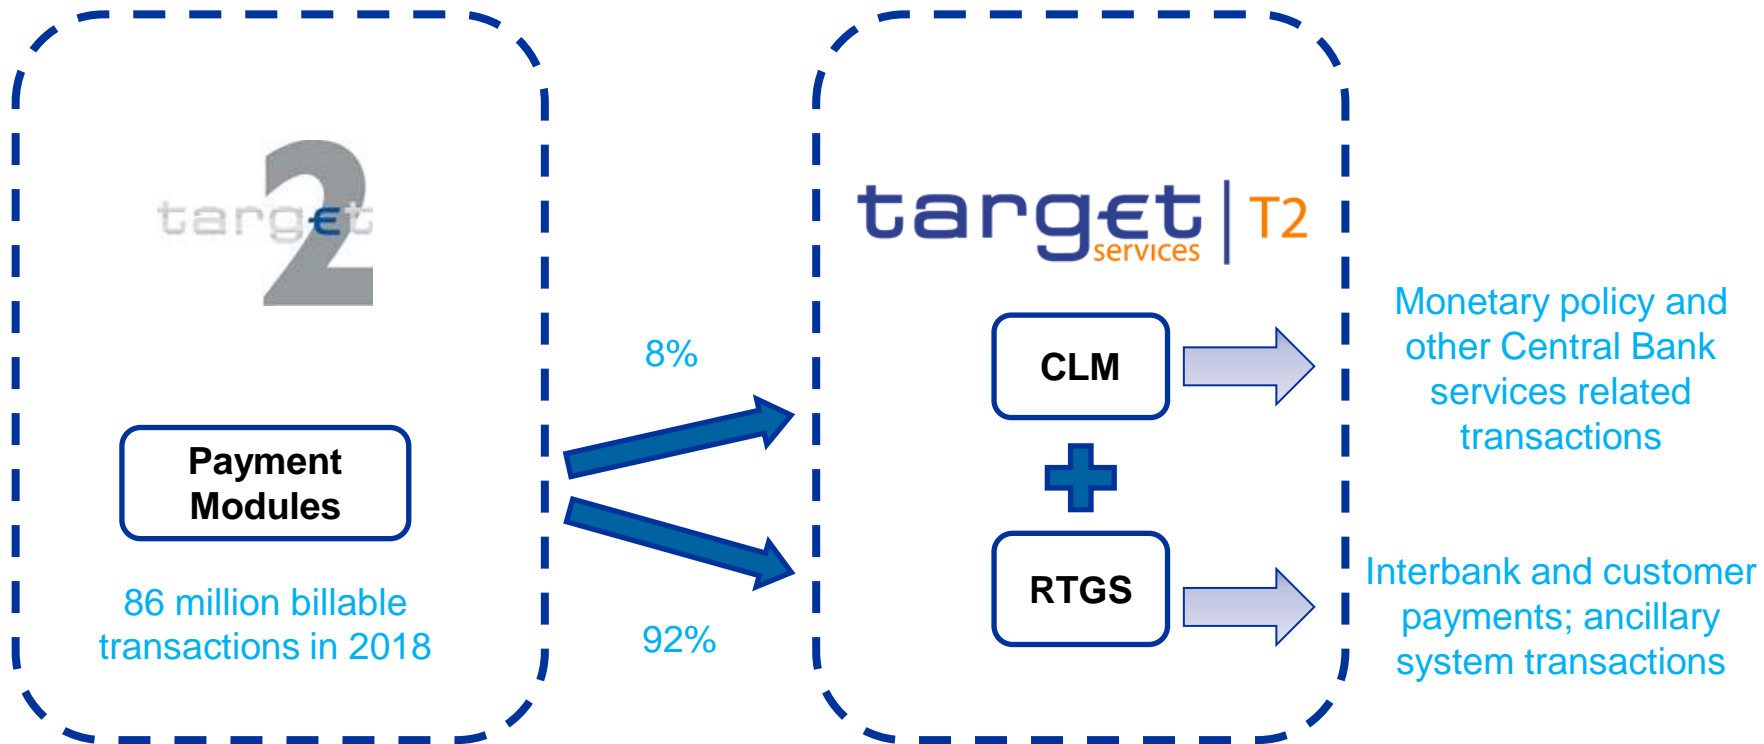 target
2
Payment
Modules
86 million billable
transactions in 2018
8%
92%
target
services
T2
CLM
RTGS
Monetary policy and
other Central Bank
services related
transactions
Interbank and customer
payments; ancillary
system transactions